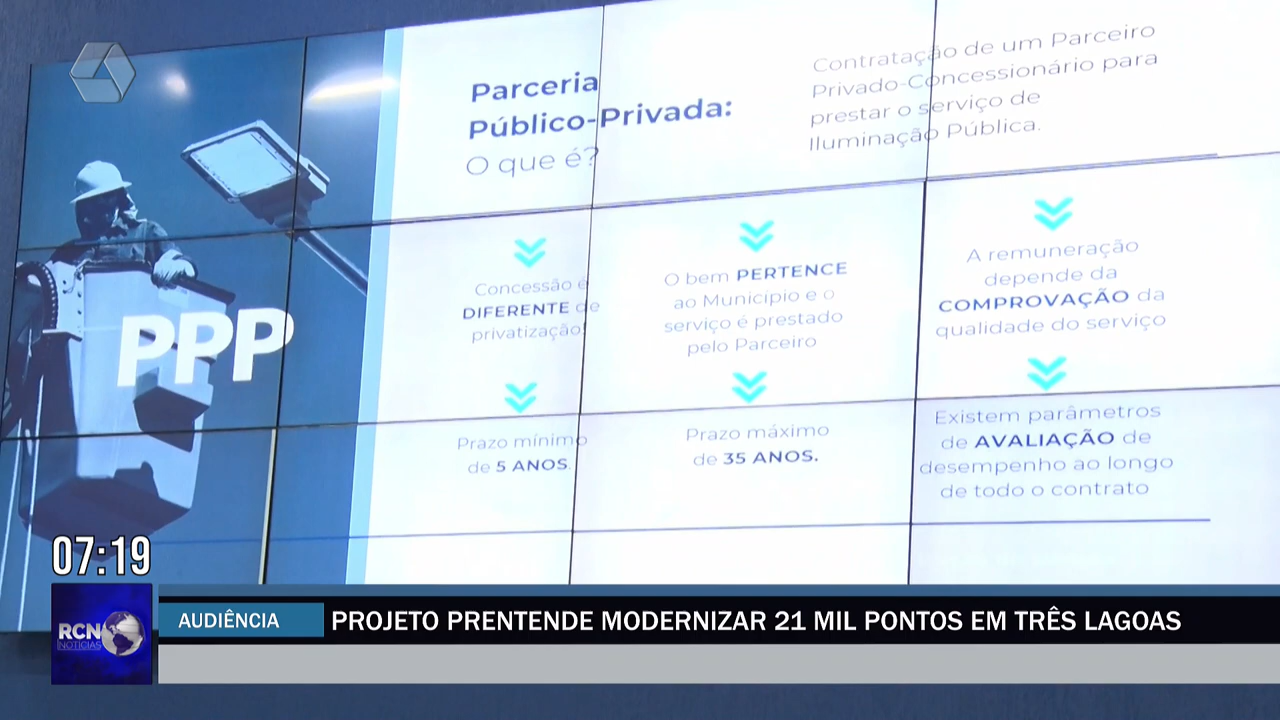 Parceria
Público-Privada:
O que é?
Contratação de um Parceiro
Privado-Concessionário para
prestar o serviço de
Iluminação Pública.
PPP
Concessão é
DIFERENTE de
privatização!
O bem PERTENCE
ao Município e o
serviço é prestado
pelo Parceiro
A remuneração
depende da
COMPROVAÇÃO da
qualidade do serviço
Prazo mínimo
de 5 ANOS.
Prazo máximo
de 35 ANOS.
Existem parâmetros
de AVALIAÇÃO de
desempenho ao longo
de todo o contrato
07:19
RCN
NOTÍCIAS
AUDIÊNCIA
PROJETO PRENTENDE MODERNIZAR 21 MIL PONTOS EM TRÊS LAGOAS